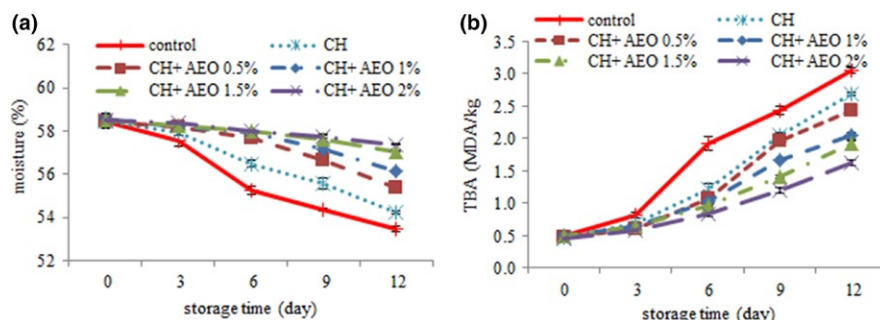 (a)
62
60
58
56
54
52
moisture (%)
control
CH
CH+ AEO 0.5%
CH+ AEO 1%
CH+ AEO 1.5%
CH+ AEO 2%
0 3 6 9 12
storage time (day)
(b)
3.5
3.0
2.5
2.0
1.5
1.0
0.5
0.0
TBA (MDA/kg)
control
CH
CH+ AEO 0.5%
CH+ AEO 1%
CH+ AEO 1.5%
CH+ AEO 2%
0 3 6 9 12
storage time (day)